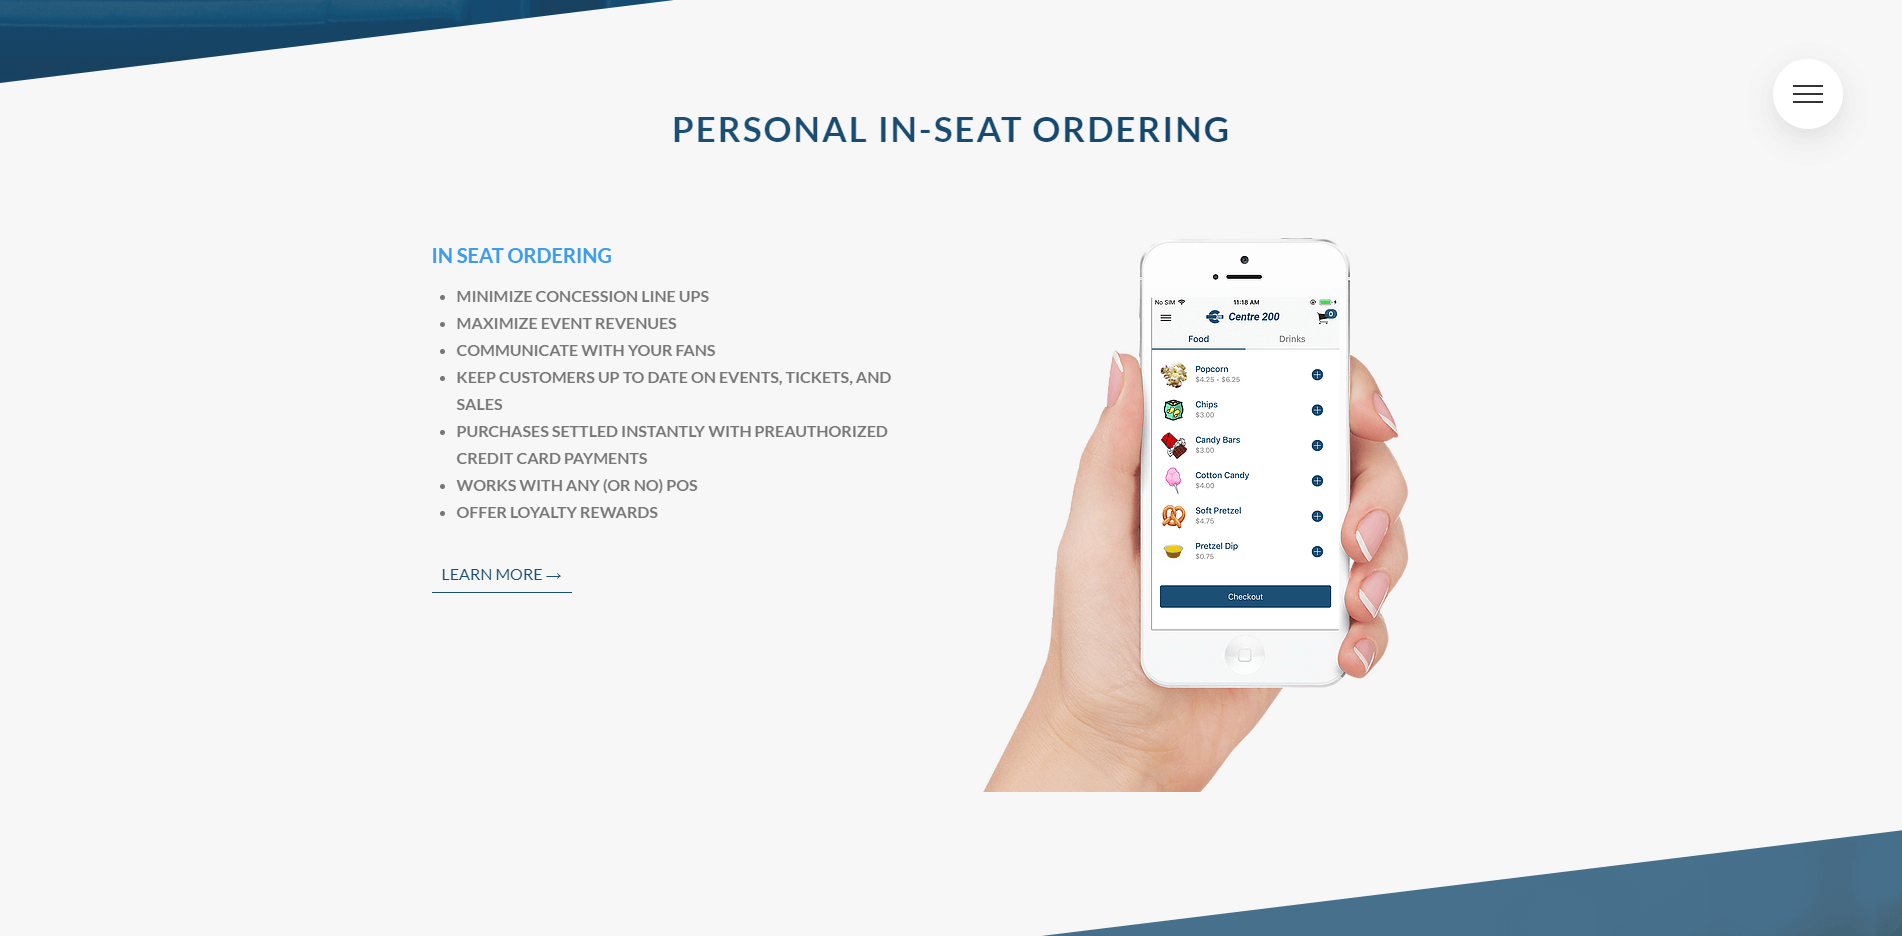 PERSONAL IN-SEAT ORDERING
IN SEAT ORDERING
MINIMIZE CONCESSION LINE UPS
MAXIMIZE EVENT REVENUES
COMMUNICATE WITH YOUR FANS
KEEP CUSTOMERS UP TO DATE ON EVENTS, TICKETS, AND
SALES
PURCHASES SETTLED INSTANTLY WITH PREAUTHORIZED
CREDIT CARD PAYMENTS
WORKS WITH ANY (OR NO) POS
OFFER LOYALTY REWARDS
LEARN MORE →
No SIM 11:18 AM
Centre 200 0
Food Drinks
Popcorn
$4.25 - $6.25
Chips
$3.00
Candy Bars
$3.00
Cotton Candy
$4.00
Soft Pretzel
$4.75
Pretzel Dip
$0.75
Checkout